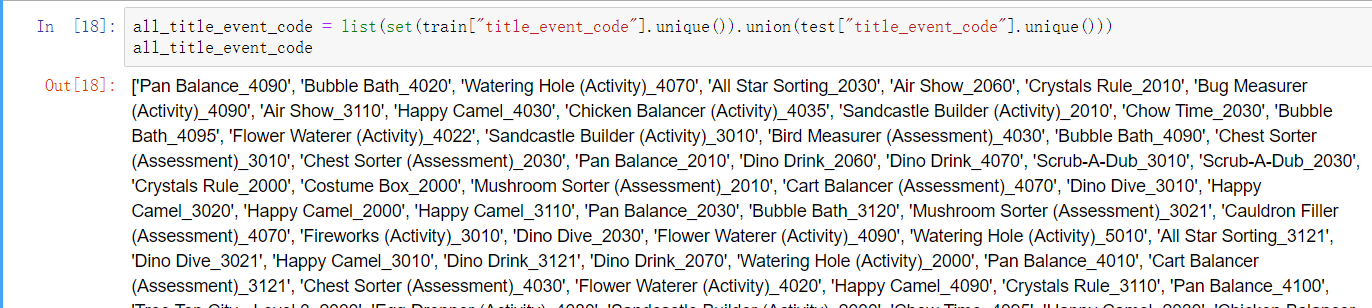 In [18]: all_title_event_code = list(set(train["title_event_code"].unique()).union(test["title_event_code"].unique()))
all_title_event_code
Out[18]: ['Pan Balance_4090', 'Bubble Bath_4020', 'Watering Hole (Activity)_4070', 'All Star Sorting_2030', 'Air Show_2060', 'Crystals Rule_2010', 'Bug Measurer
(Activity)_4090', 'Air Show_3110', 'Happy Camel_4030', 'Chicken Balancer (Activity)_4035', 'Sandcastle Builder (Activity)_2010', 'Chow Time_2030', 'Bubble
Bath_4095', 'Flower Waterer (Activity)_4022', 'Sandcastle Builder (Activity)_3010', 'Bird Measurer (Assessment)_4030', 'Bubble Bath_4090', 'Chest Sorter
(Assessment)_3010', 'Chest Sorter (Assessment)_2030', 'Pan Balance_2010', 'Dino Drink_2060', 'Dino Drink_4070', 'Scrub-A-Dub_3010', 'Scrub-A-Dub_2030',
'Crystals Rule_2000', 'Costume Box_2000', 'Mushroom Sorter (Assessment)_2010', 'Cart Balancer (Assessment)_4070', 'Dino Dive_3010', 'Happy
Camel_3020', 'Happy Camel_2000', 'Happy Camel_3110', 'Pan Balance_2030', 'Bubble Bath_3120', 'Mushroom Sorter (Assessment)_3021', 'Cauldron Filler
(Assessment)_4070', 'Fireworks (Activity)_3010', 'Dino Dive_2030', 'Flower Waterer (Activity)_4090', 'Watering Hole (Activity)_5010', 'All Star Sorting_3121',
'Dino Dive_3021', 'Happy Camel_3010', 'Dino Drink_3121', 'Dino Drink_2070', 'Watering Hole (Activity)_2000', 'Pan Balance_4010', 'Cart Balancer
(Assessment)_3121', 'Chest Sorter (Assessment)_4030', 'Flower Waterer (Activity)_4020', 'Happy Camel_4090', 'Crystals Rule_3110', 'Pan Balance_4100',